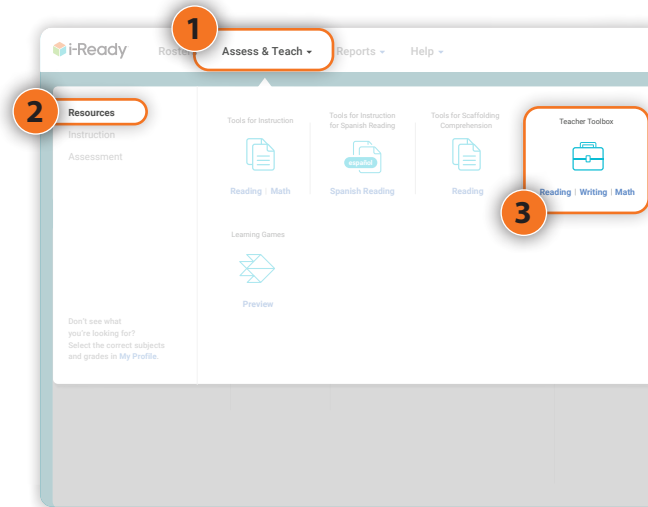 1
i-Ready
Roster
Assess & Teach
Reports
Help
2
Resources
Instruction
Assessment
Tools for Instruction
Reading | Math
Tools for Instruction
for Spanish Reading
español
Spanish Reading
Tools for Scaffolding
Comprehension
Reading
Teacher Toolbox
Reading | Writing | Math
3
Learning Games
Preview
Don't see what
you're looking for?
Select the correct subjects
and grades in My Profile.